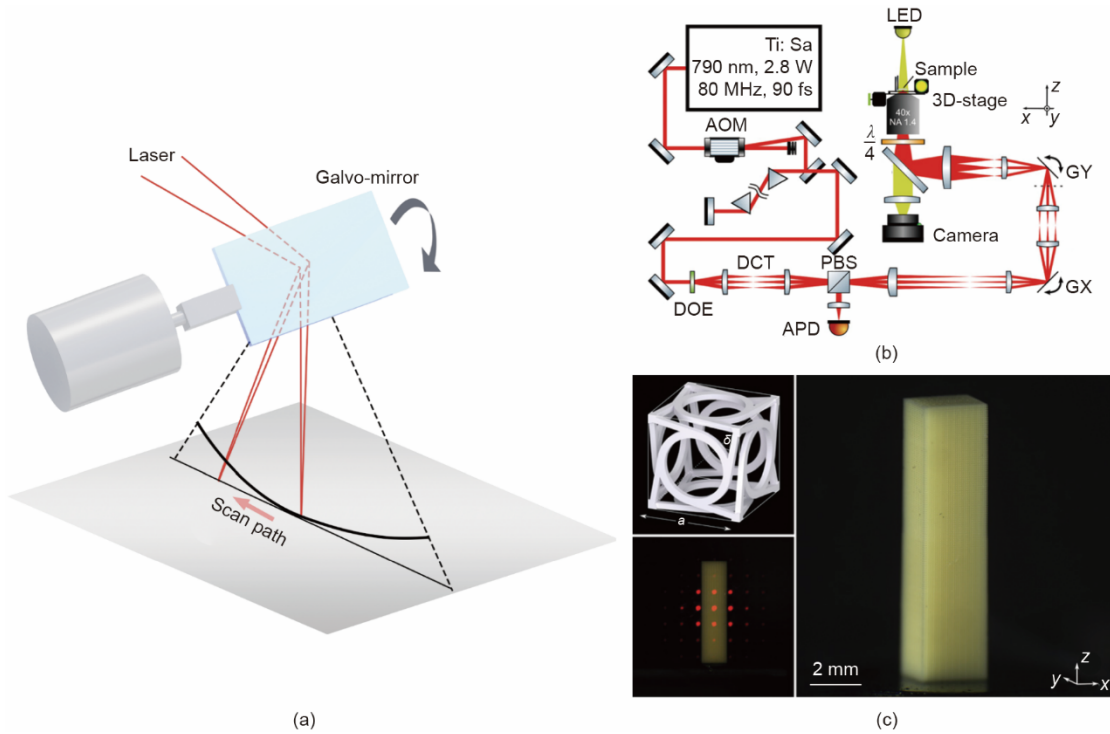 Laser
Galvo-mirror
Scan path
(a)
LED
Ti: Sa
790 nm, 2.8 W
80 MHz, 90 fs
Sample
3D-stage
40x
NA 1.4
z
x
y
AOM
λ
4
GY
Camera
DCT
PBS
DOE
APD
GX
(b)
δ
a
2 mm
z
y
x
(c)